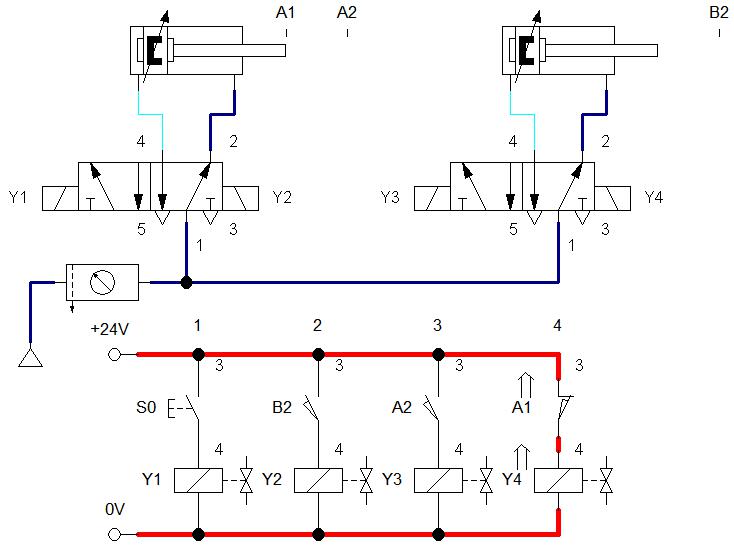 A1 A2 B2
4 2 4 2
Y1 Y2 Y3 Y4
5 3 5 3
1 1
+24V 1 2 3 4
3 3 3 3
S0 B2 A2 A1
4 4 4 4
Y1 Y2 Y3 Y4
0V